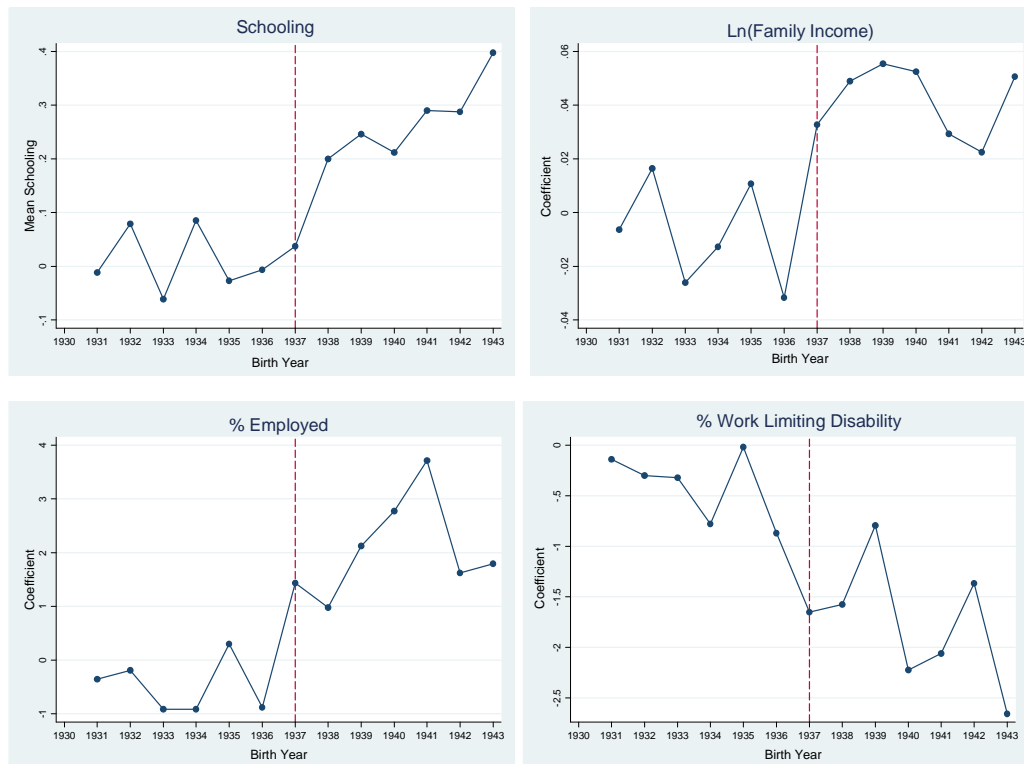 Schooling
Mean Schooling
.4
.3
.2
.1
0
-.1
1930 1931 1932 1933 1934 1935 1936 1937 1938 1939 1940 1941 1942 1943
Birth Year
Ln(Family Income)
Coefficient
.06
.04
.02
0
-.02
-.04
1930 1931 1932 1933 1934 1935 1936 1937 1938 1939 1940 1941 1942 1943
Birth Year
% Employed
Coefficient
4
3
2
1
0
-1
1930 1931 1932 1933 1934 1935 1936 1937 1938 1939 1940 1941 1942 1943
Birth Year
% Work Limiting Disability
Coefficient
0
-.5
-1
-1.5
-2
-2.5
1930 1931 1932 1933 1934 1935 1936 1937 1938 1939 1940 1941 1942 1943
Birth Year